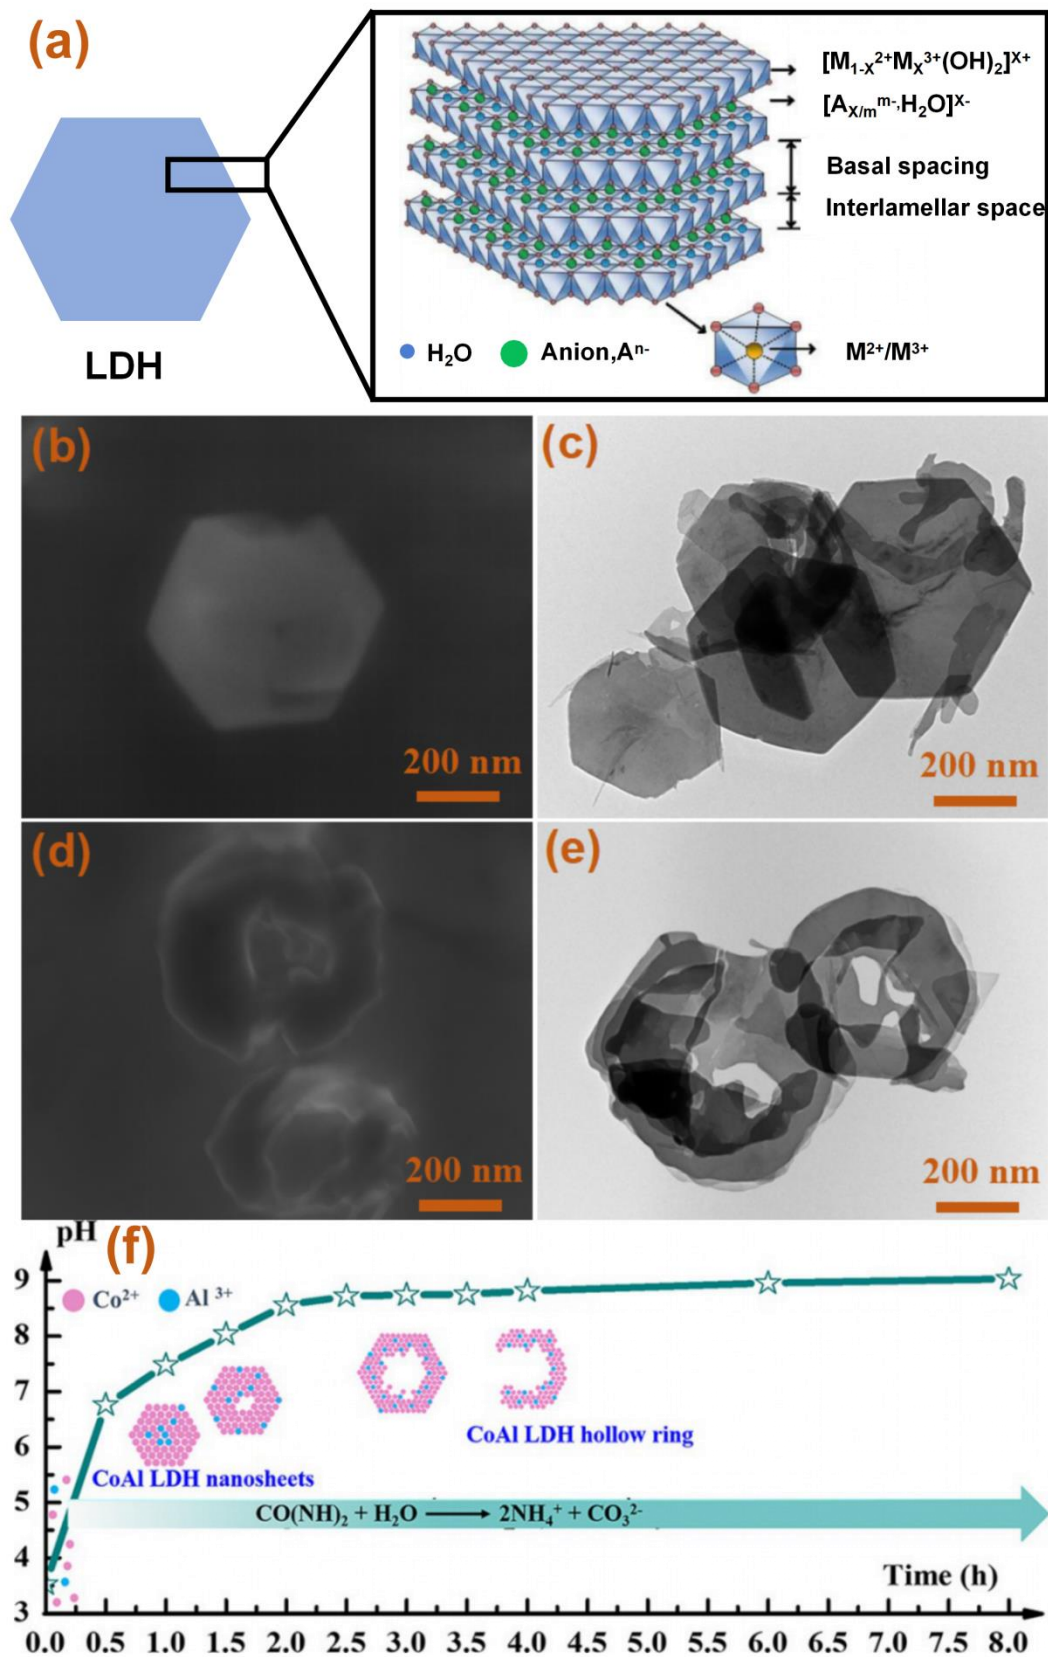 (a)
[M₁₋ₓ²⁺Mₓ³⁺(OH)₂]ˣ⁺
[A_X/m^m-·H₂O]^X-
Basal spacing
Interlamellar space
LDH
H₂O
Anion,Aⁿ⁻
M²⁺/M³⁺
(b)
200 nm
(c)
200 nm
(d)
200 nm
(e)
200 nm
pH
(f)
9
8
7
6
5
4
3
Co²⁺
Al ³⁺
CoAl LDH nanosheets
CoAl LDH hollow ring
CO(NH)₂ + H₂O ⟶ 2NH₄⁺ + CO₃²⁻
Time (h)
0.0 0.5 1.0 1.5 2.0 2.5 3.0 3.5 4.0 4.5 5.0 5.5 6.0 6.5 7.0 7.5 8.0